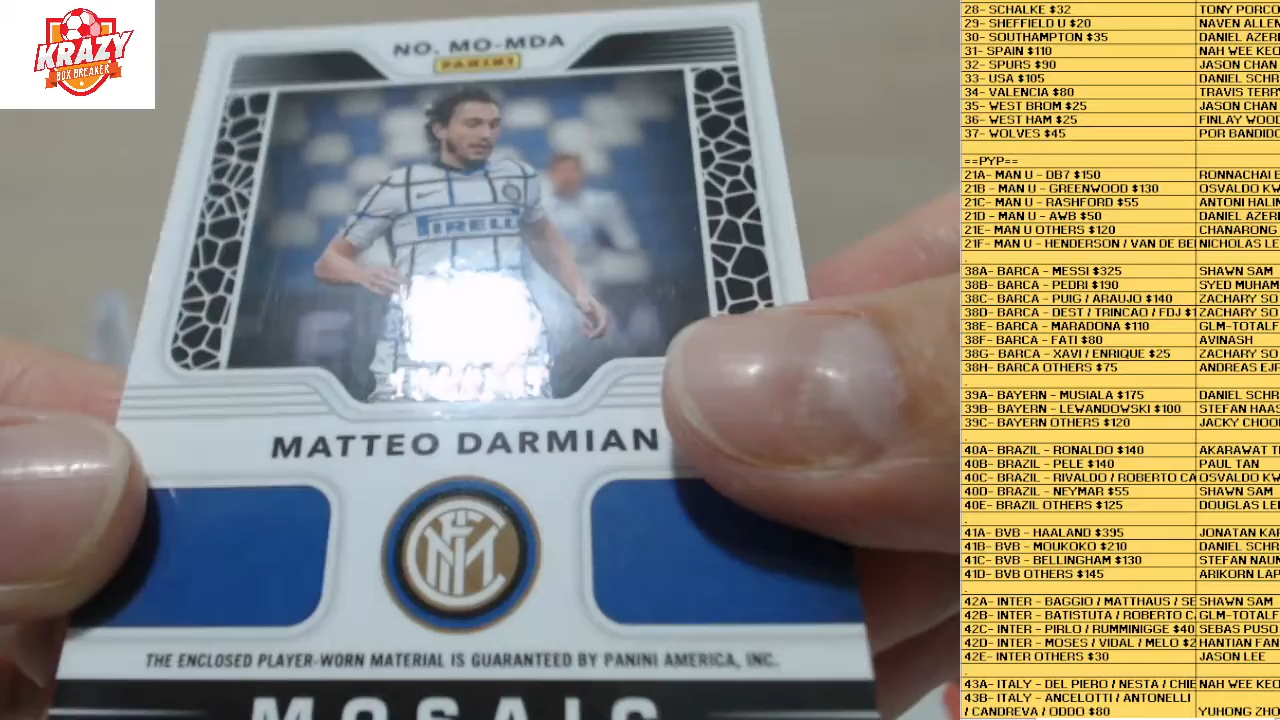 KRAZY
BOX BREAKER
NO. MO-MDA
PANINI
PIRELLI
MATTEO DARMIAN
THE ENCLOSED PLAYER-WORN MATERIAL IS GUARANTEED BY PANINI AMERICA, INC.
MOSAIC
28- SCHALKE $32 TONY PORCO
29- SHEFFIELD U $20 NAVEN ALLEN
30- SOUTHAMPTON $35 DANIEL AZER
31- SPAIN $110 NAH WEE KEO
32- SPURS $90 JASON CHAN
33- USA $105 DANIEL SCHR
34- VALENCIA $80 TRAVIS TERR
35- WEST BROM $25 JASON CHAN
36- WEST HAM $25 FINLAY WOOD
37- WOLVES $45 POR BANDIDO
==PYP==
21A- MAN U - DB7 $150 RONNACHAI
21B - MAN U - GREENWOOD $130 OSVALDO KW
21C- MAN U - RASHFORD $55 ANTONI HALIM
21D - MAN U - AWB $50 DANIEL AZER
21E- MAN U OTHERS $120 CHANARONG
21F- MAN U - HENDERSON / VAN DE BE NICHOLAS LE
.
38A- BARCA - MESSI $325 SHAWN SAM
38B- BARCA - PEDRI $190 SYED MUHAM
38C- BARCA - PUIG / ARAUJO $140 ZACHARY SO
38D- BARCA - DEST / TRINCAO / FDJ $1 ZACHARY SO
38E- BARCA - MARADONA $110 GLM-TOTALF
38F- BARCA - FATI $80 AVINASH
38G- BARCA - XAVI / ENRIQUE $25 ZACHARY SO
38H- BARCA OTHERS $75 ANDREAS EJ
.
39A- BAYERN - MUSIALA $175 DANIEL SCHR
39B- BAYERN - LEWANDOWSKI $100 STEFAN HAAS
39C- BAYERN OTHERS $120 JACKY CHOO
.
40A- BRAZIL - RONALDO $140 AKARAWAT T
40B- BRAZIL - PELE $140 PAUL TAN
40C- BRAZIL - RIVALDO / ROBERTO CA OSVALDO KW
40D- BRAZIL - NEYMAR $55 SHAWN SAM
40E- BRAZIL OTHERS $125 DOUGLAS LE
.
41A- BVB - HAALAND $395 JONATAN KA
41B- BVB - MOUKOKO $210 DANIEL SCHR
41C- BVB - BELLINGHAM $130 STEFAN NAUN
41D- BVB OTHERS $145 ARIKORN LAP
.
42A- INTER - BAGGIO / MATTHAUS / SE SHAWN SAM
42B- INTER - BATISTUTA / ROBERTO C GLM-TOTALF
42C- INTER - PIRLO / RUMMINIGGE $40 SEBAS PUSO
42D- INTER - MOSES / VIDAL / MELO $2 HANTIAN FAN
42E- INTER OTHERS $30 JASON LEE
.
43A- ITALY - DEL PIERO / NESTA / CHIE NAH WEE KEO
43B- ITALY - ANCELOTTI / ANTONELLI
/ CANDREVA / ODDO $80 YUHONG ZHO